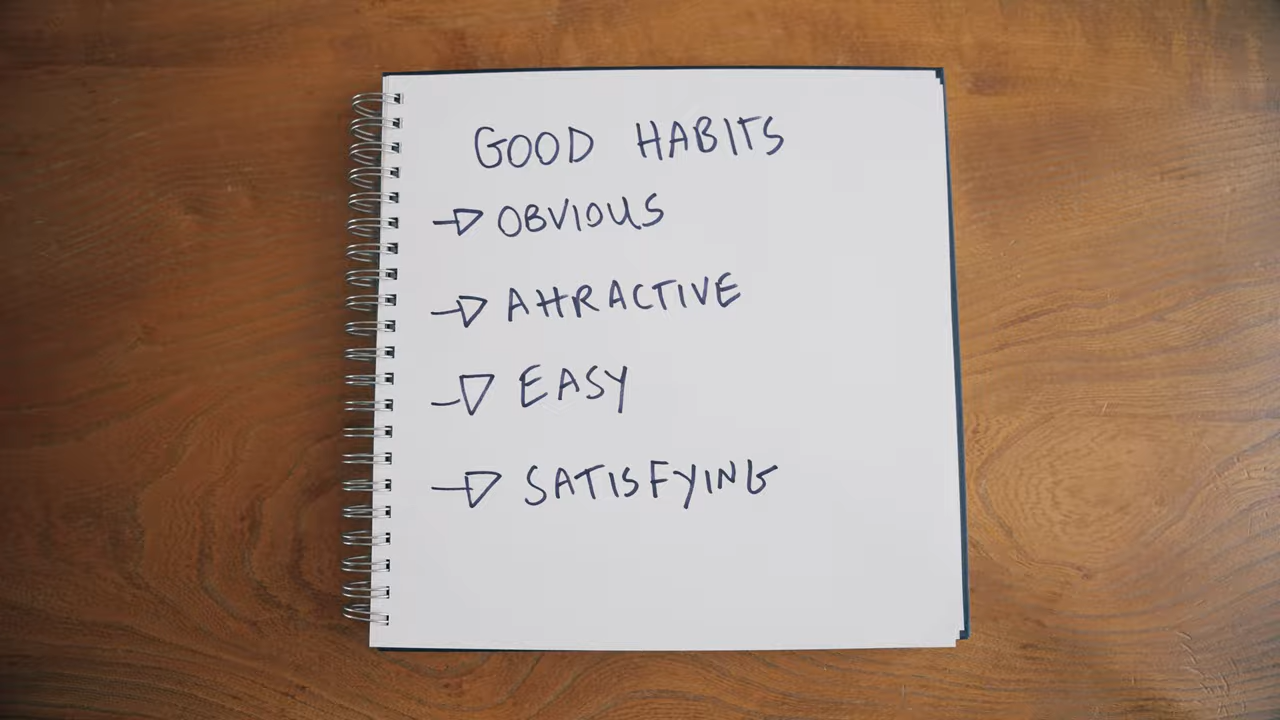 GOOD HABITS
→ OBVIOUS
→ ATTRACTIVE
→ EASY
→ SATISFYING